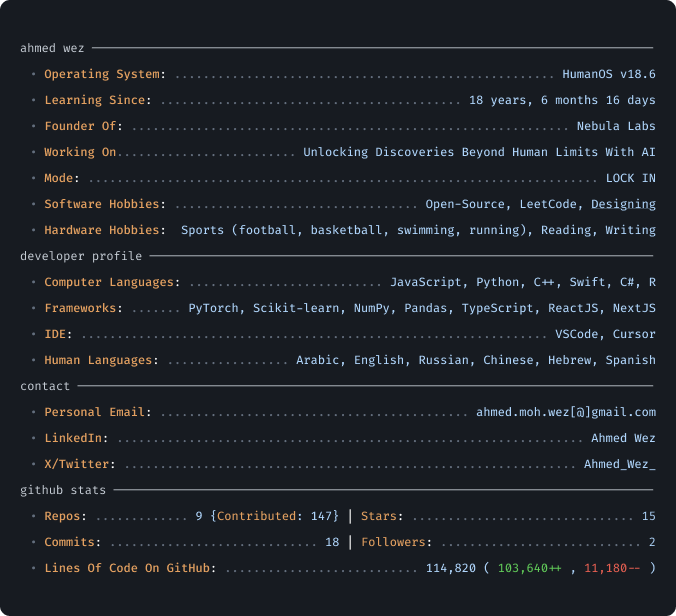 ahmed wez
• Operating System: ..................................................... HumanOS v18.6
• Learning Since: .......................................... 18 years, 6 months 16 days
• Founder Of: ............................................................. Nebula Labs
• Working On......................... Unlocking Discoveries Beyond Human Limits With AI
• Mode: ....................................................................... LOCK IN
• Software Hobbies: .................................. Open-Source, LeetCode, Designing
• Hardware Hobbies: Sports (football, basketball, swimming, running), Reading, Writing
developer profile
• Computer Languages: ........................... JavaScript, Python, C++, Swift, C#, R
• Frameworks: ....... PyTorch, Scikit-learn, NumPy, Pandas, TypeScript, ReactJS, NextJS
• IDE: ................................................................. VSCode, Cursor
• Human Languages: ................. Arabic, English, Russian, Chinese, Hebrew, Spanish
contact
• Personal Email: ........................................... ahmed.moh.wez[@]gmail.com
• LinkedIn: ................................................................. Ahmed Wez
• X/Twitter: ............................................................... Ahmed_Wez_
github stats
• Repos: ............. 9 {Contributed: 147} | Stars: ............................... 15
• Commits: ............................. 18 | Followers: ............................ 2
• Lines Of Code On GitHub: ........................... 114,820 ( 103,640++ , 11,180-- )